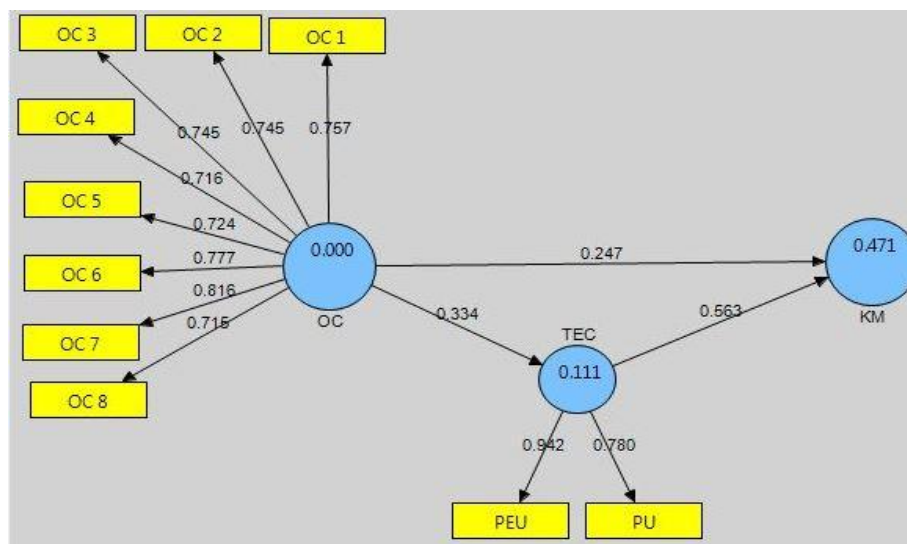 OC 3
OC 2
OC 1
OC 4
0.745
0.745
0.757
0.716
OC 5
0.724
0.777
OC 6
0.816
0.715
OC 7
OC 8
0.000
OC
0.247
0.471
KM
0.334
0.563
TEC
0.111
0.942
0.780
PEU
PU